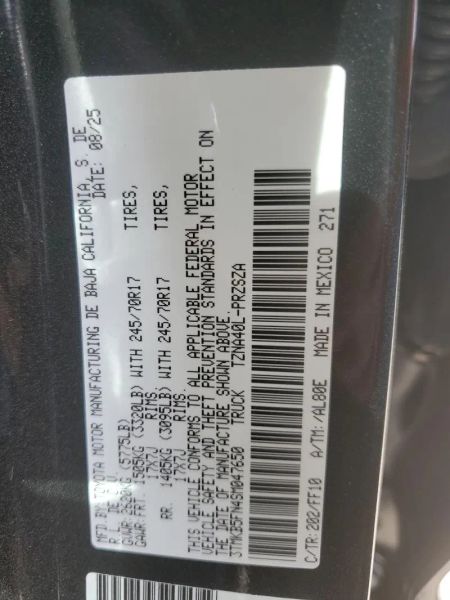 MFD BY: TOYOTA MOTOR MANUFACTURING DE BAJA CALIFORNIA, S. DE
R. DE DATE: 08/25
GAWR-FRT. 1505KG (3320LB) WITH 245/70R17 TIRES,
17X7J RIMS
RR. 1405KG (3095LB) WITH 245/70R17 TIRES,
17X7J RIMS.
THIS VEHICLE CONFORMS TO ALL APPLICABLE FEDERAL MOTOR
VEHICLE SAFETY AND THEFT PREVENTION STANDARDS IN EFFECT ON
THE DATE OF MANUFACTURE SHOWN ABOVE.
3TMKB5FN4SM047650 TRUCK TZNA40L-PRZSZA
C/TR: 202/FF10 A/TM: /AL80E MADE IN MEXICO 271